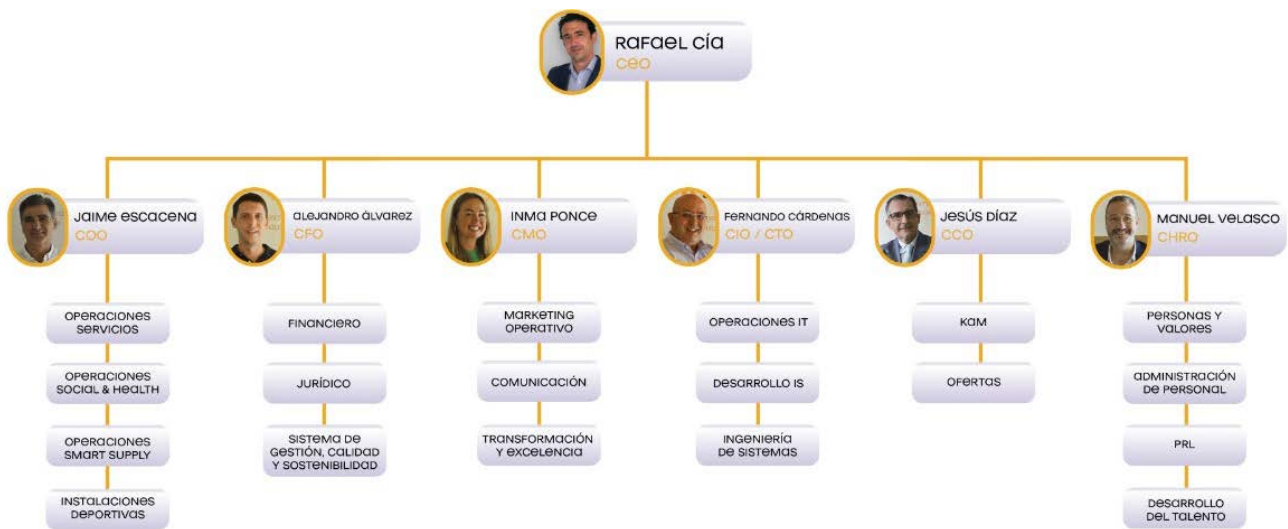 Rafael Cía
CEO
Jaime Escacena
COO
Alejandro Álvarez
CFO
Inma Ponce
CMO
Fernando Cárdenas
CIO / CTO
Jesús Díaz
CCO
Manuel Velasco
CHRO
Operaciones
Servicios
Operaciones
Social & Health
Operaciones
Smart Supply
Instalaciones
Deportivas
Financiero
Jurídico
Sistema de
Gestión, Calidad
y Sostenibilidad
Marketing
Operativo
Comunicación
Transformación
y Excelencia
Operaciones IT
Desarrollo IS
Ingeniería
de Sistemas
KAM
Ofertas
Personas y
Valores
Administración
de Personal
PRL
Desarrollo
del Talento